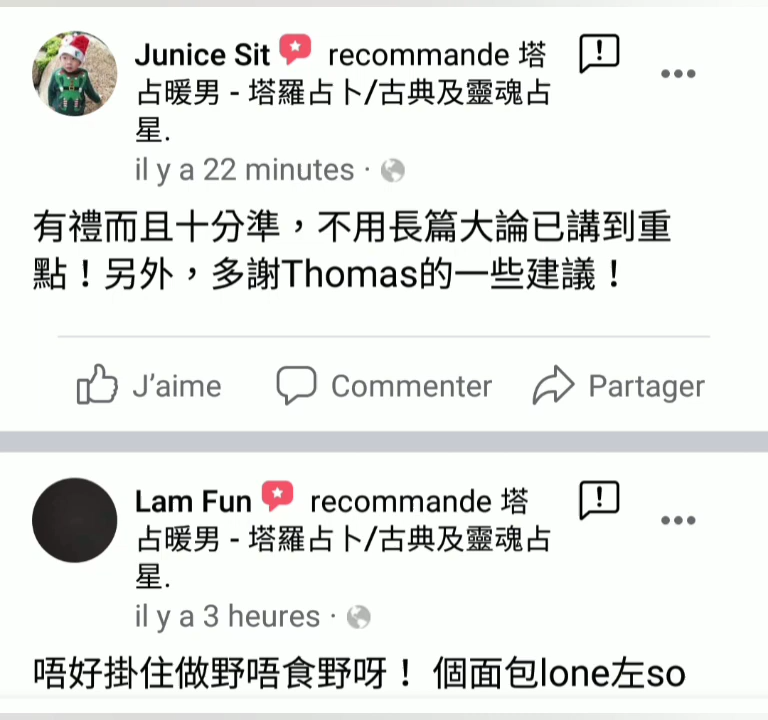 Junice Sit recommande 塔
占暖男 - 塔羅占卜/古典及靈魂占
星.
il y a 22 minutes ·
有禮而且十分準，不用長篇大論已講到重
點！另外，多謝Thomas的一些建議！
J’aime Commenter Partager
Lam Fun recommande 塔
占暖男 - 塔羅占卜/古典及靈魂占
星.
il y a 3 heures ·
唔好掛住做野唔食野呀！ 個面包lone左so